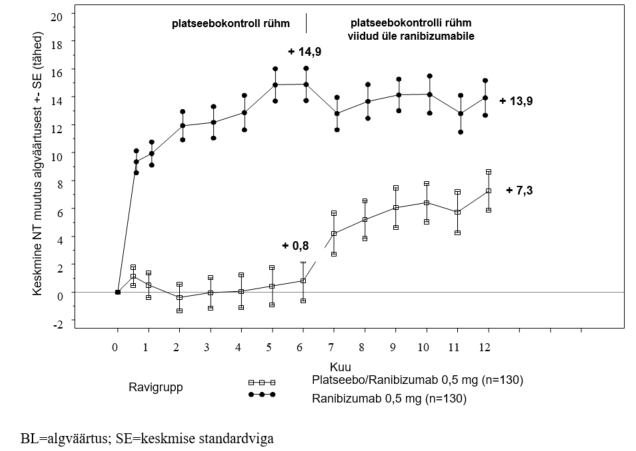 platseebokontroll rühm
platseebokontrolli rühm
viidud üle ranibizumabile
Keskmine NT muutus algväärtusest +- SE (tähed)
20
18
16
14
12
10
8
6
4
2
0
-2
+ 14,9
+ 13,9
+ 7,3
+ 0,8
0 1 2 3 4 5 6 7 8 9 10 11 12
Kuu
Ravigrupp
Platseebo/Ranibizumab 0,5 mg (n=130)
Ranibizumab 0,5 mg (n=130)
BL=algväärtus; SE=keskmise standardviga